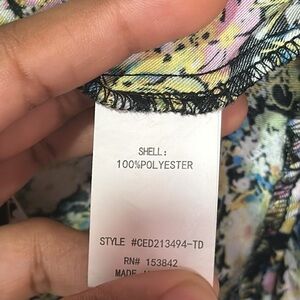 SHELL:
100%POLYESTER
STYLE #CED213494-TD
RN# 153842
MADE